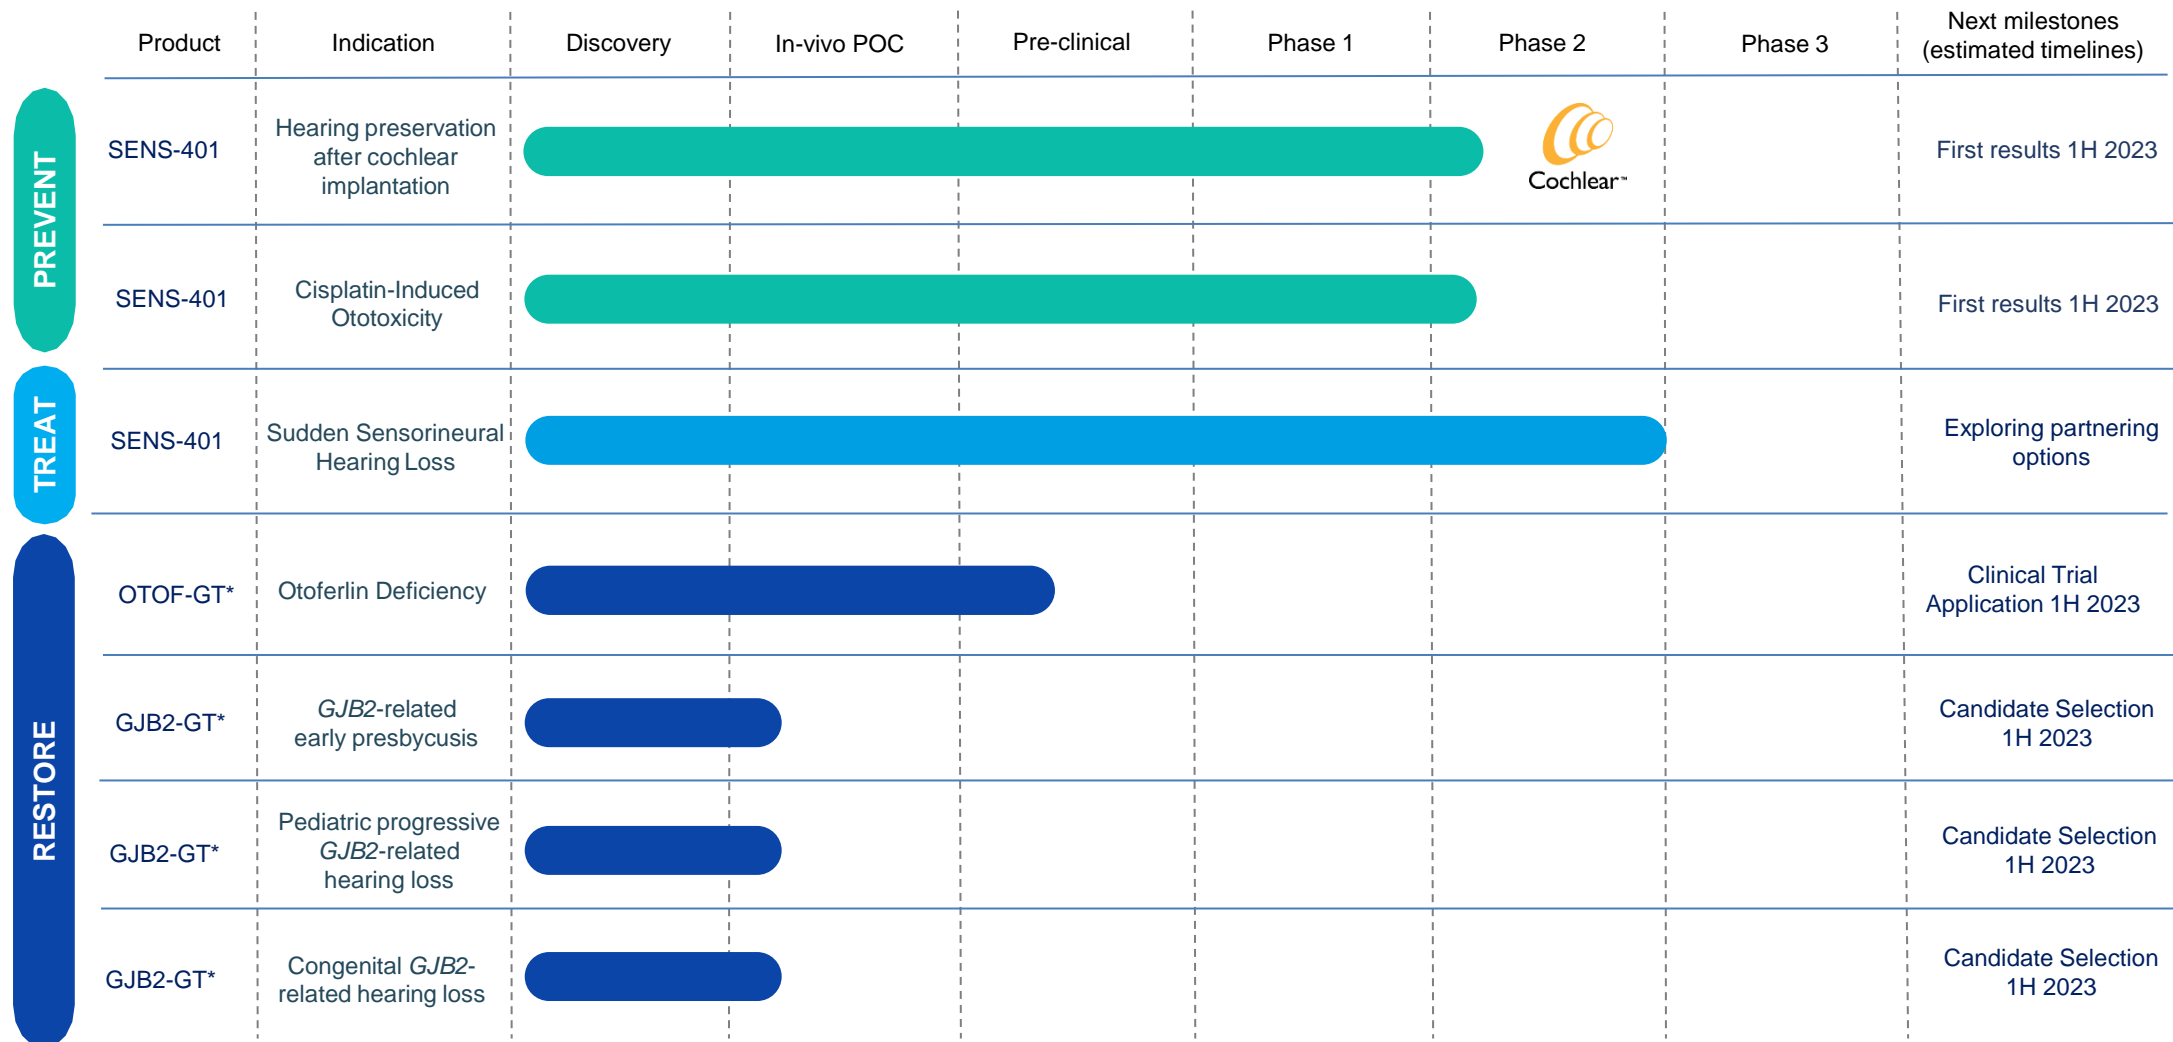 Product
Indication
Discovery
In-vivo POC
Pre-clinical
Phase 1
Phase 2
Phase 3
Next milestones
(estimated timelines)
PREVENT
SENS-401
Hearing preservation
after cochlear
implantation
Cochlear™
First results 1H 2023
SENS-401
Cisplatin-Induced
Ototoxicity
First results 1H 2023
TREAT
SENS-401
Sudden Sensorineural
Hearing Loss
Exploring partnering
options
RESTORE
OTOF-GT*
Otoferlin Deficiency
Clinical Trial
Application 1H 2023
GJB2-GT*
GJB2-related
early presbycusis
Candidate Selection
1H 2023
GJB2-GT*
Pediatric progressive
GJB2-related
hearing loss
Candidate Selection
1H 2023
GJB2-GT*
Congenital GJB2-
related hearing loss
Candidate Selection
1H 2023